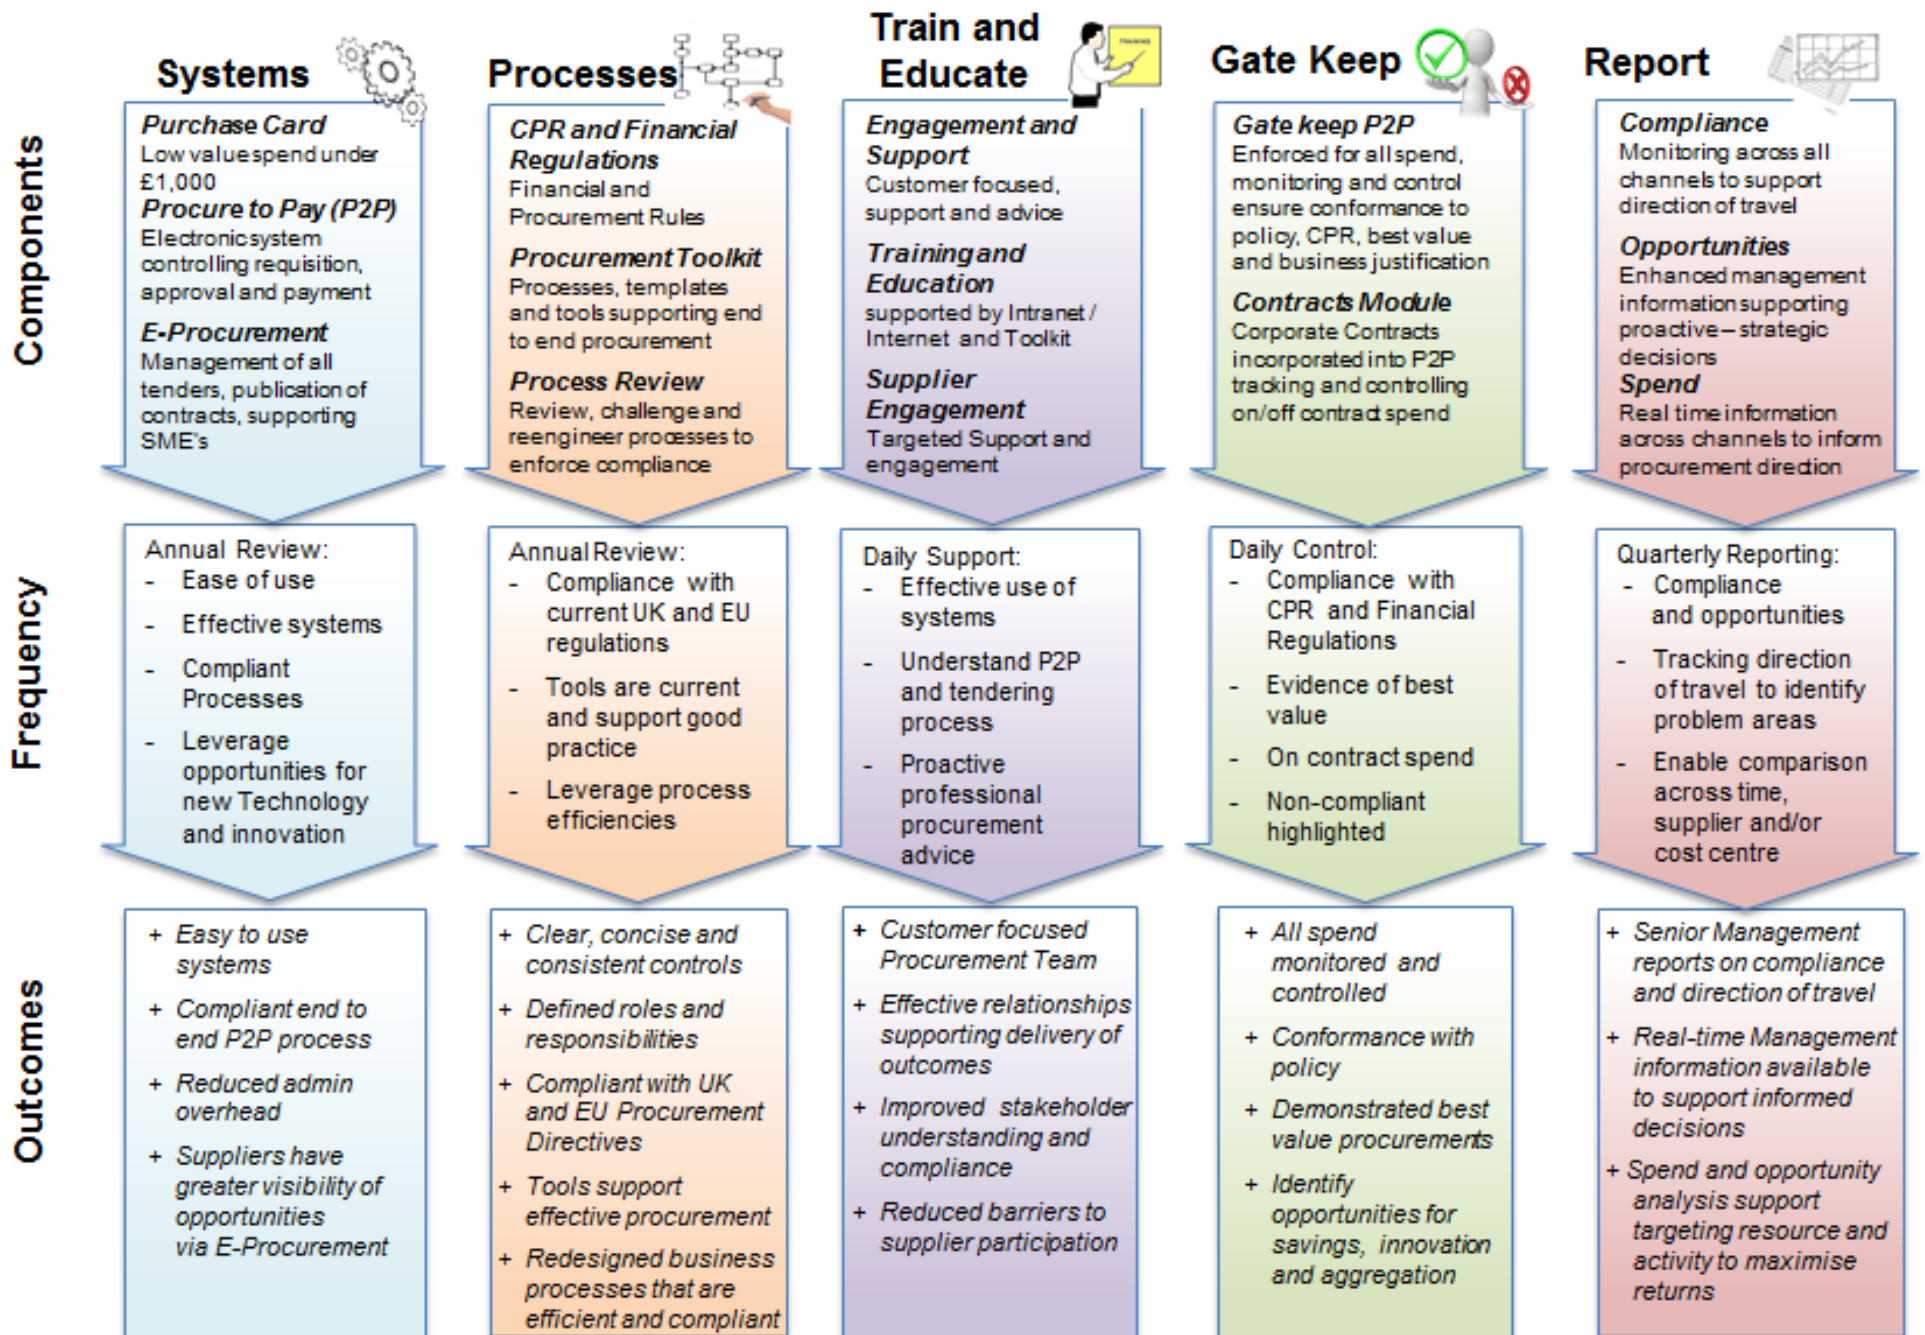 Systems
Processes
Train and
Educate
TRAINING
Gate Keep
Report
Components
Purchase Card
Low value spend under
£1,000
Procure to Pay (P2P)
Electronic system
controlling requisition,
approval and payment
E-Procurement
Management of all
tenders, publication of
contracts, supporting
SME's
CPR and Financial
Regulations
Financial and
Procurement Rules
Procurement Toolkit
Processes, templates
and tools supporting end
to end procurement
Process Review
Review, challenge and
reengineer processes to
enforce compliance
Engagement and
Support
Customer focused,
support and advice
Training and
Education
supported by Intranet /
Internet and Toolkit
Supplier
Engagement
Targeted Support and
engagement
Gate keep P2P
Enforced for all spend,
monitoring and control
ensure conformance to
policy, CPR, best value
and business justification
Contracts Module
Corporate Contracts
incorporated into P2P
tracking and controlling
on/off contract spend
Compliance
Monitoring across all
channels to support
direction of travel
Opportunities
Enhanced management
information supporting
proactive – strategic
decisions
Spend
Real time information
across channels to inform
procurement direction
Frequency
Annual Review:
- Ease of use
- Effective systems
- Compliant
Processes
- Leverage
opportunities for
new Technology
and innovation
Annual Review:
- Compliance with
current UK and EU
regulations
- Tools are current
and support good
practice
- Leverage process
efficiencies
Daily Support:
- Effective use of
systems
- Understand P2P
and tendering
process
- Proactive
professional
procurement
advice
Daily Control:
- Compliance with
CPR and Financial
Regulations
- Evidence of best
value
- On contract spend
- Non-compliant
highlighted
Quarterly Reporting:
- Compliance
and opportunities
- Tracking direction
of travel to identify
problem areas
- Enable comparison
across time,
supplier and/or
cost centre
Outcomes
+ Easy to use
systems
+ Compliant end to
end P2P process
+ Reduced admin
overhead
+ Suppliers have
greater visibility of
opportunities
via E-Procurement
+ Clear, concise and
consistent controls
+ Defined roles and
responsibilities
+ Compliant with UK
and EU Procurement
Directives
+ Tools support
effective procurement
+ Redesigned business
processes that are
efficient and compliant
+ Customer focused
Procurement Team
+ Effective relationships
supporting delivery of
outcomes
+ Improved stakeholder
understanding and
compliance
+ Reduced barriers to
supplier participation
+ All spend
monitored and
controlled
+ Conformance with
policy
+ Demonstrated best
value procurements
+ Identify
opportunities for
savings, innovation
and aggregation
+ Senior Management
reports on compliance
and direction of travel
+ Real-time Management
information available
to support informed
decisions
+ Spend and opportunity
analysis support
targeting resource and
activity to maximise
returns